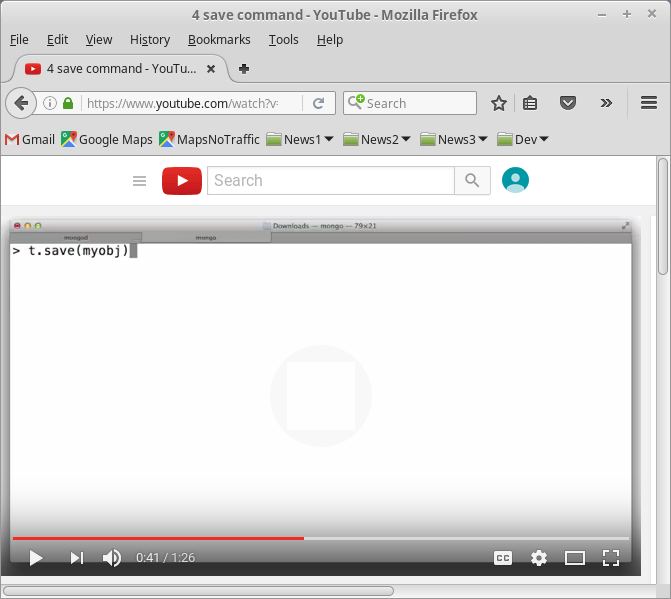 4 save command - YouTube - Mozilla Firefox
File Edit View History Bookmarks Tools Help
4 save command - YouTu...
https://www.youtube.com/watch?v= Search
Gmail Google Maps MapsNoTraffic News1 News2 News3 Dev
Search
Downloads — mongo — 79×21
mongod mongo
> t.save(myobj)
0:41 / 1:26 CC